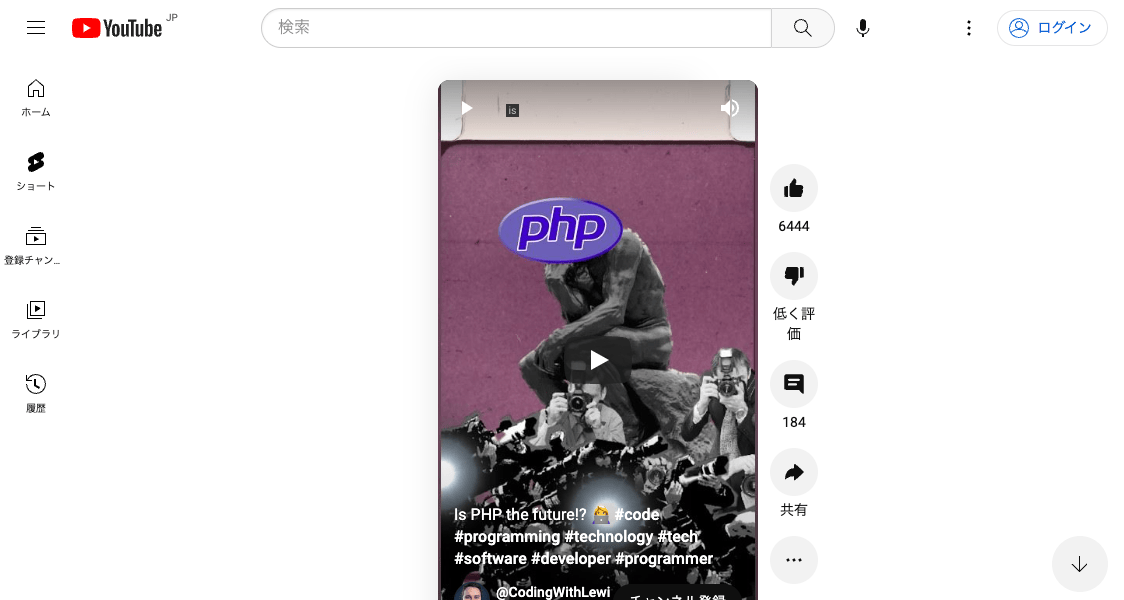 YouTube JP
検索
ログイン
ホーム
ショート
登録チャン...
ライブラリ
履歴
is
php
6444
低く評
価
184
共有
Is PHP the future!? 👩‍💻 #code
#programming #technology #tech
#software #developer #programmer
@CodingWithLewi
チャンネル登録